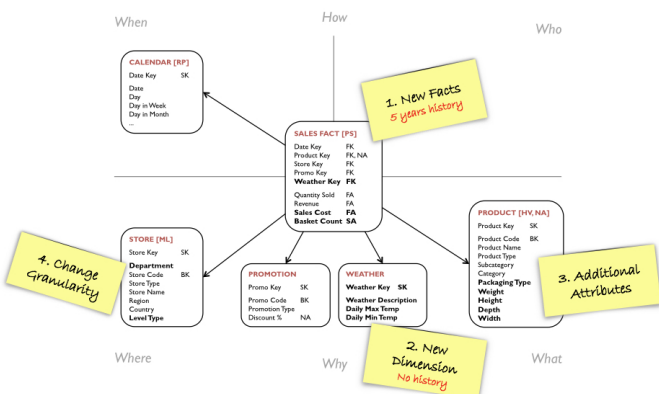 When
How
Who
CALENDAR [RP]
Date Key SK
Date
Day
Day in Week
Day in Month
...
1. New Facts
5 years history
SALES FACT [PS]
Date Key FK
Product Key FK, NA
Store Key FK
Promo Key FK
Weather Key FK
Quantity Sold FA
Revenue FA
Sales Cost FA
Basket Count SA
4. Change
Granularity
STORE [ML]
Store Key SK
Department
Store Code BK
Store Type
Store Name
Region
Country
Level Type
PROMOTION
Promo Key SK
Promo Code BK
Promotion Type
Discount % NA
WEATHER
Weather Key SK
Weather Description
Daily Max Temp
Daily Min Temp
PRODUCT [HV, NA]
Product Key SK
Product Code BK
Product Name
Product Type
Subcategory
Category
Packaging Type
Weight
Height
Depth
Width
3. Additional
Attributes
2. New
Dimension
No history
Where
Why
What